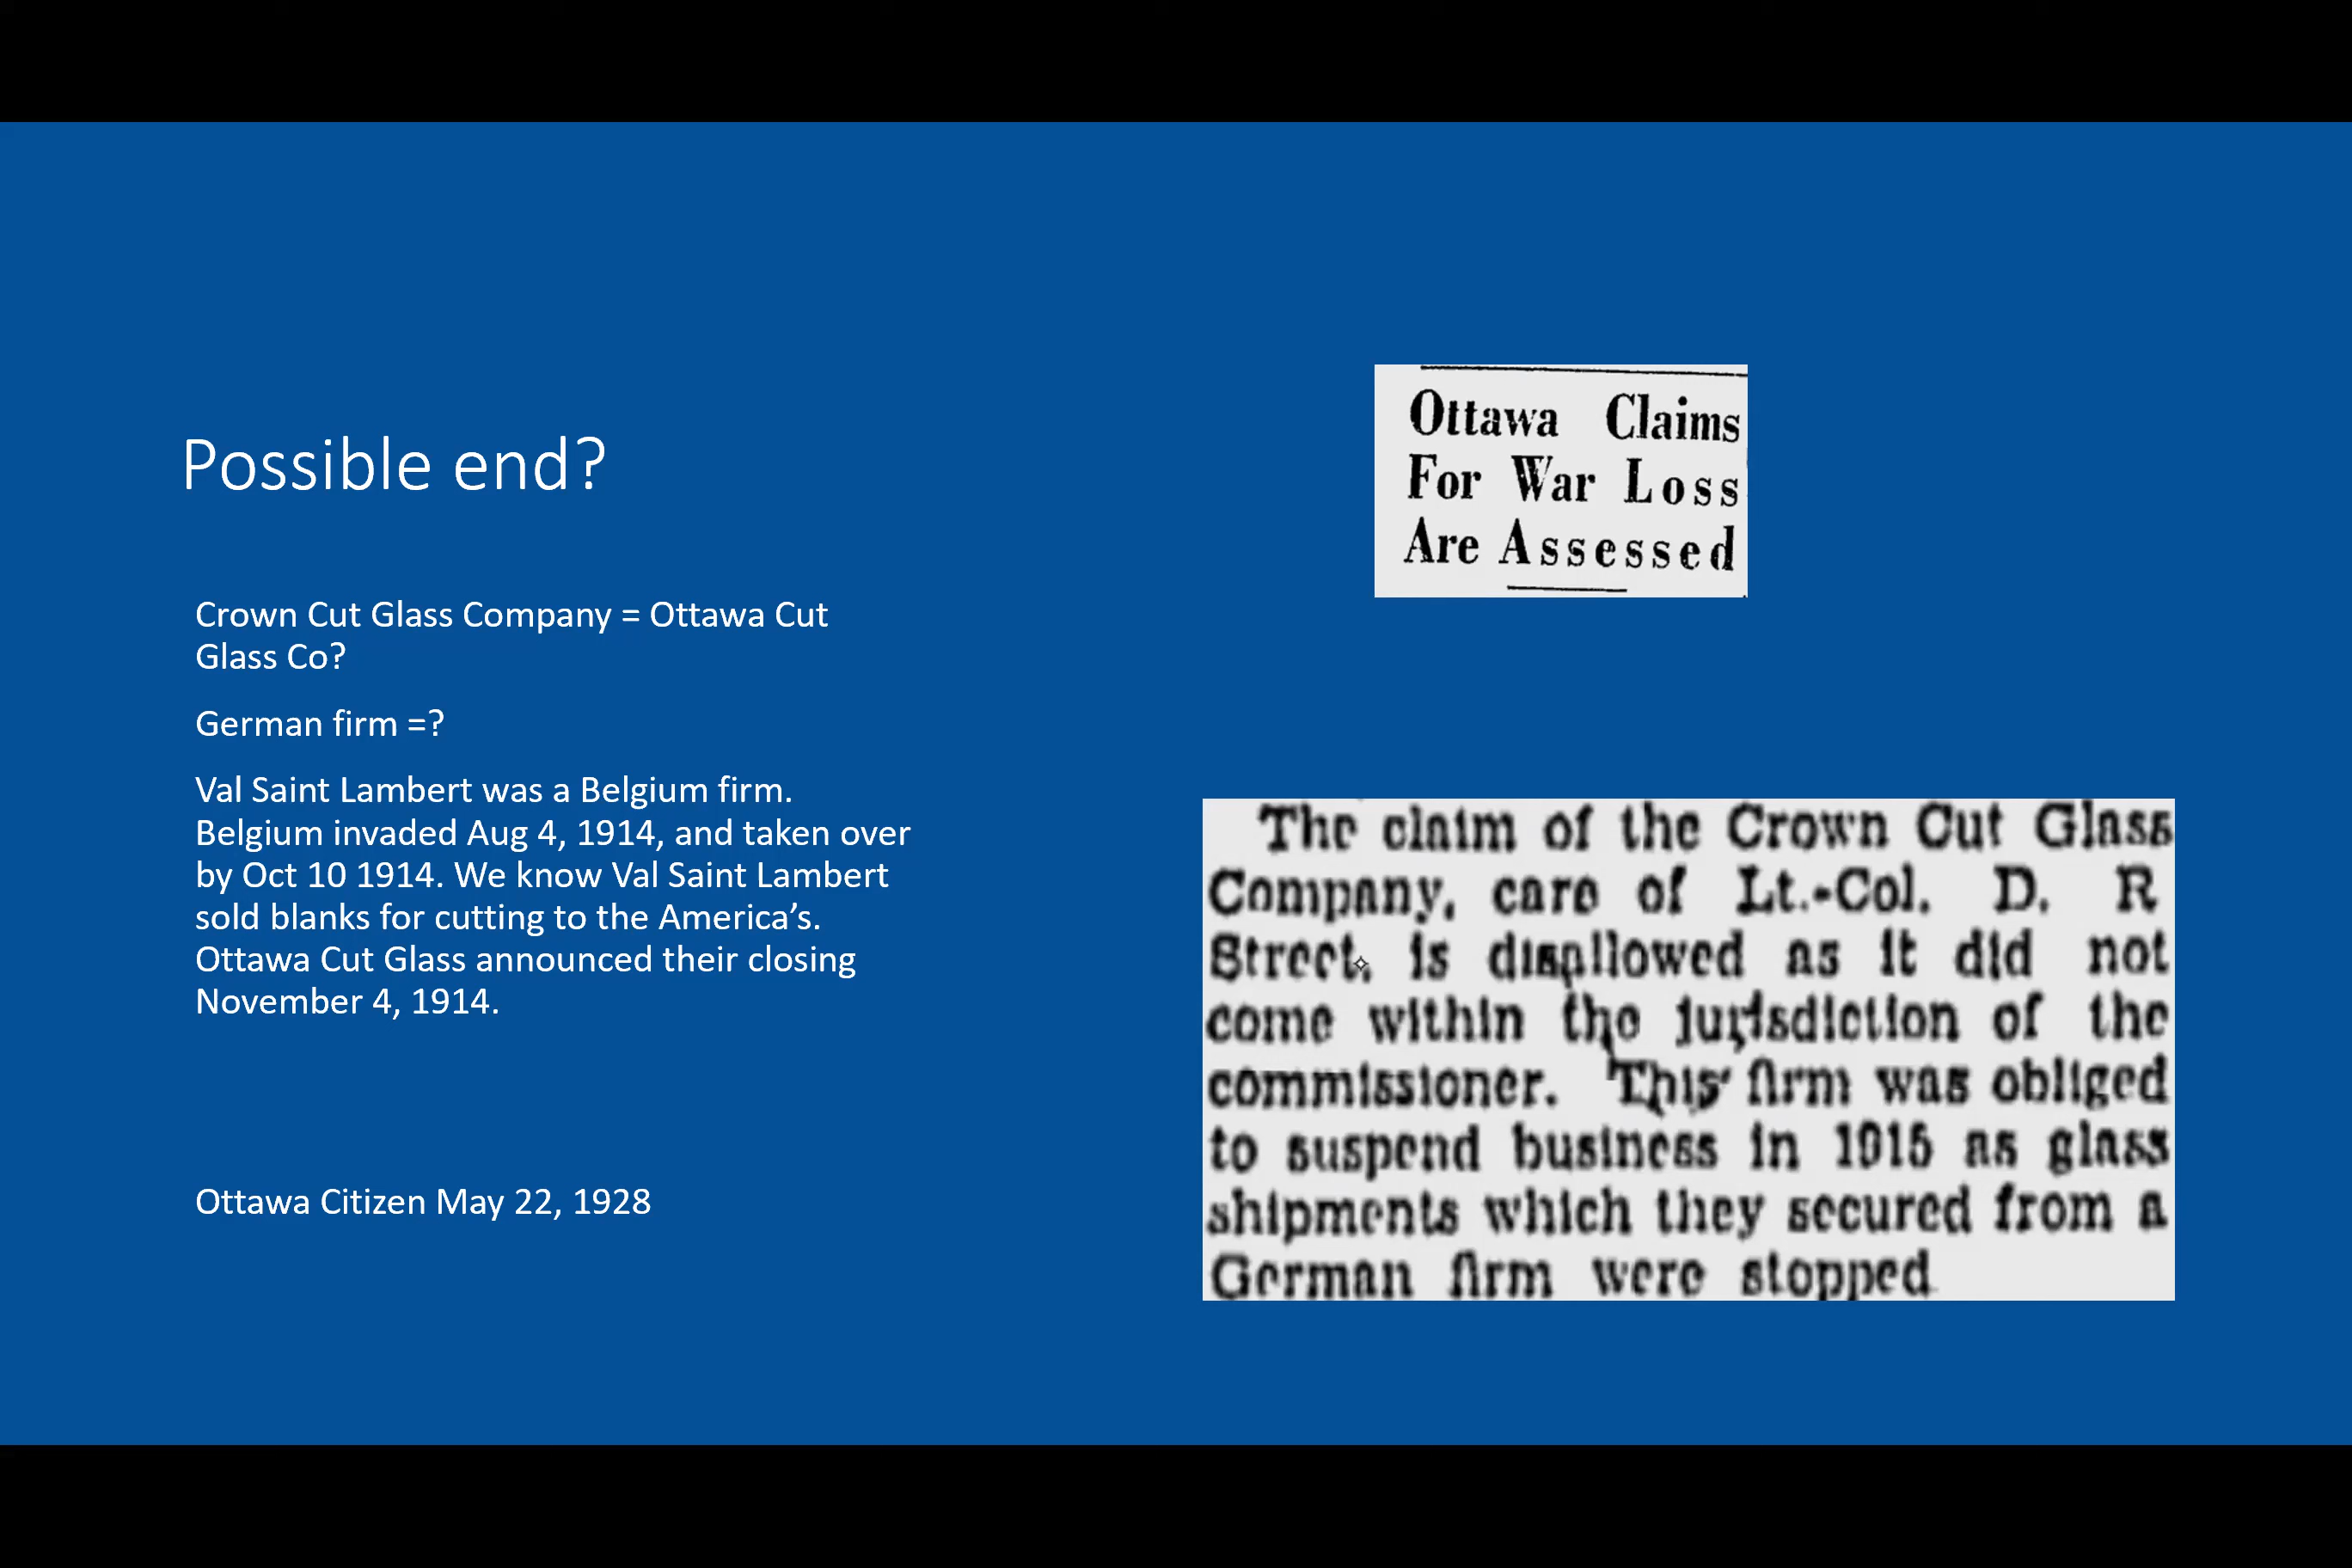 Possible end?
Crown Cut Glass Company = Ottawa Cut
Glass Co?
German firm =?
Val Saint Lambert was a Belgium firm.
Belgium invaded Aug 4, 1914, and taken over
by Oct 10 1914. We know Val Saint Lambert
sold blanks for cutting to the America’s.
Ottawa Cut Glass announced their closing
November 4, 1914.
Ottawa Citizen May 22, 1928
Ottawa Claims
For War Loss
Are Assessed
The claim of the Crown Cut Glass
Company, care of Lt.-Col. D. R
Street, is disallowed as it did not
come within the jurisdiction of the
commissioner. This firm was obliged
to suspend business in 1915 as glass
shipments which they secured from a
German firm were stopped